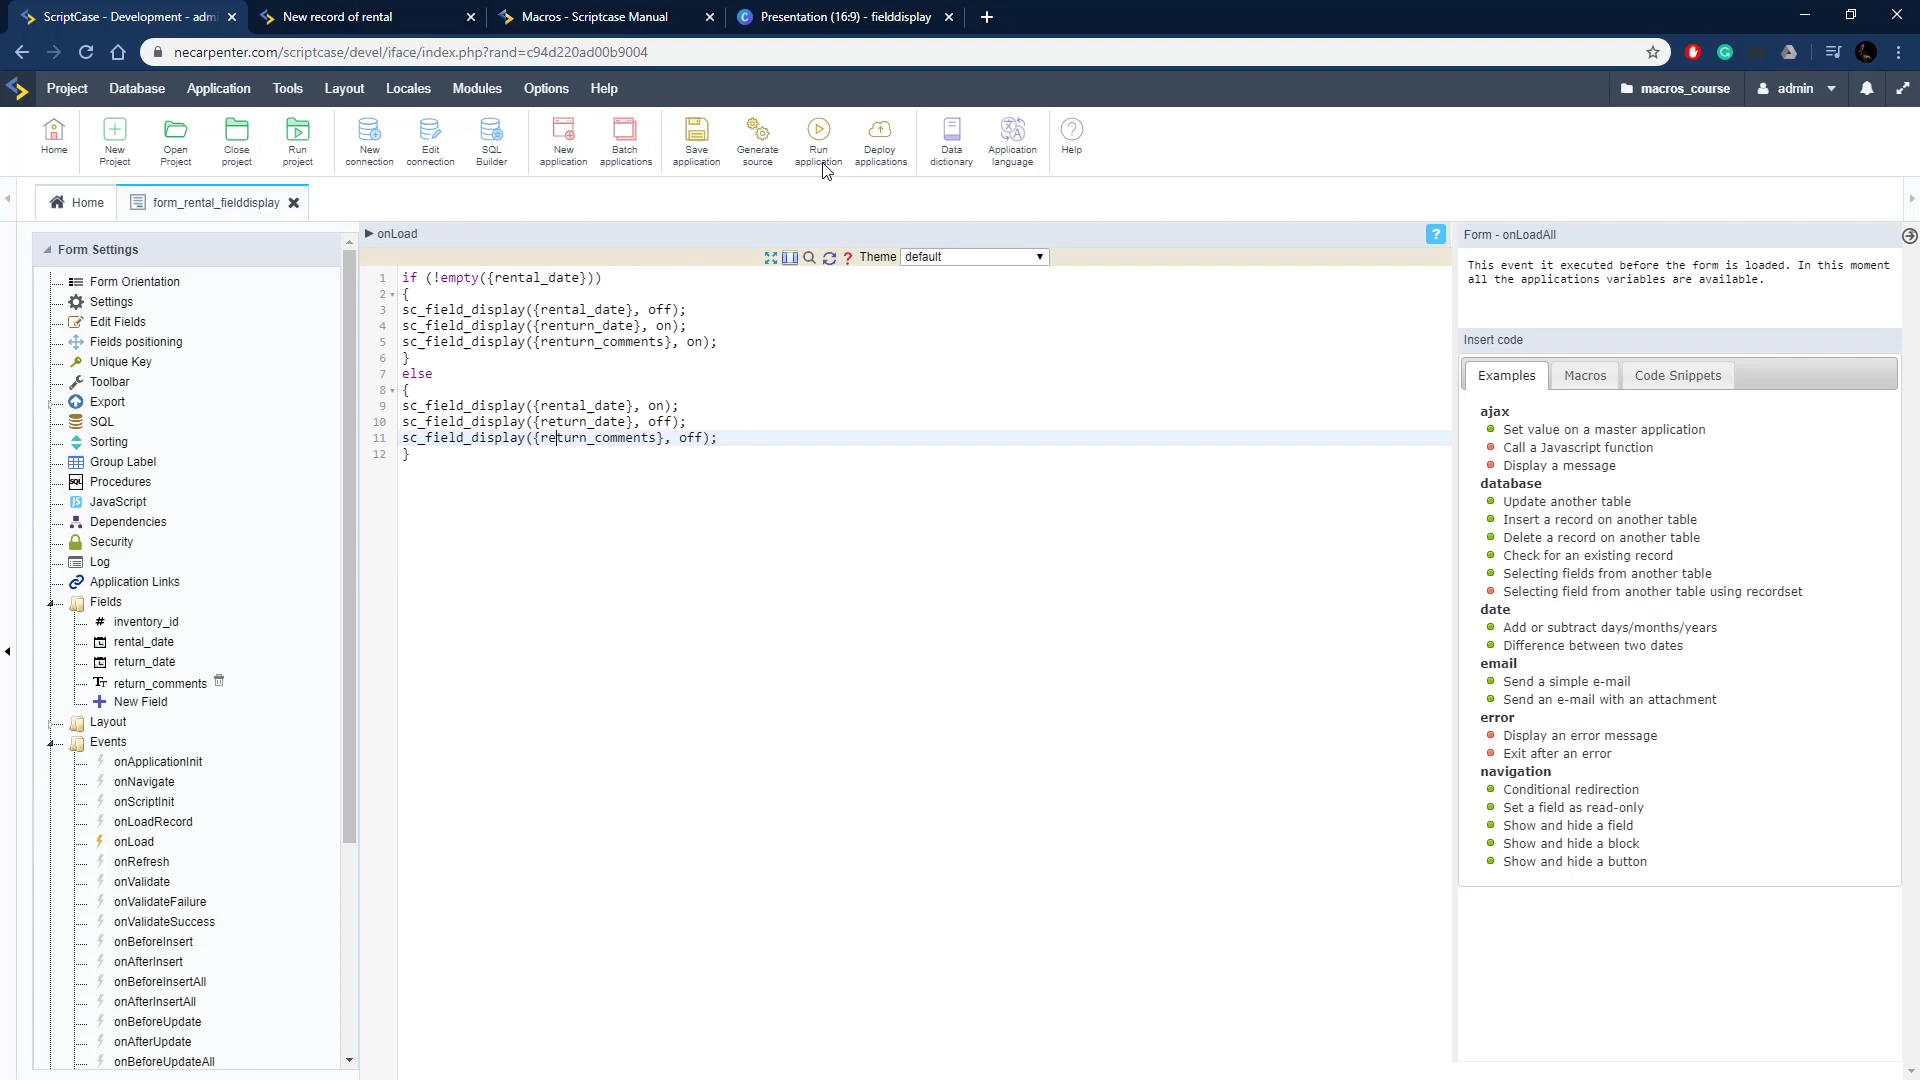 ScriptCase - Development - adm
New record of rental
Macros - Scriptcase Manual
Presentation (16:9) - fielddisplay
necarpenter.com/scriptcase/devel/iface/index.php?rand=c94d220ad00b9004
Project Database Application Tools Layout Locales Modules Options Help
macros_course
admin
Home
New Project
Open Project
Close project
Run project
New connection
Edit connection
SQL Builder
New application
Batch applications
Save application
Generate source
Run application
Deploy applications
Data dictionary
Application language
Help
Home
form_rental_fielddisplay
Form Settings
Form Orientation
Settings
Edit Fields
Fields positioning
Unique Key
Toolbar
Export
SQL
Sorting
Group Label
Procedures
JavaScript
Dependencies
Security
Log
Application Links
Fields
inventory_id
rental_date
return_date
return_comments
New Field
Layout
Events
onApplicationInit
onNavigate
onScriptInit
onLoadRecord
onLoad
onRefresh
onValidate
onValidateFailure
onValidateSuccess
onBeforeInsert
onAfterInsert
onBeforeInsertAll
onAfterInsertAll
onBeforeUpdate
onAfterUpdate
onBeforeUpdateAll
onLoad
?
? Theme default
1 if (!empty({rental_date}))
2 {
3 sc_field_display({rental_date}, off);
4 sc_field_display({renturn_date}, on);
5 sc_field_display({renturn_comments}, on);
6 }
7 else
8 {
9 sc_field_display({rental_date}, on);
10 sc_field_display({return_date}, off);
11 sc_field_display({return_comments}, off);
12 }
Form - onLoadAll
This event it executed before the form is loaded. In this moment
all the applications variables are available.
Insert code
Examples Macros Code Snippets
ajax
Set value on a master application
Call a Javascript function
Display a message
database
Update another table
Insert a record on another table
Delete a record on another table
Check for an existing record
Selecting fields from another table
Selecting field from another table using recordset
date
Add or subtract days/months/years
Difference between two dates
email
Send a simple e-mail
Send an e-mail with an attachment
error
Display an error message
Exit after an error
navigation
Conditional redirection
Set a field as read-only
Show and hide a field
Show and hide a block
Show and hide a button